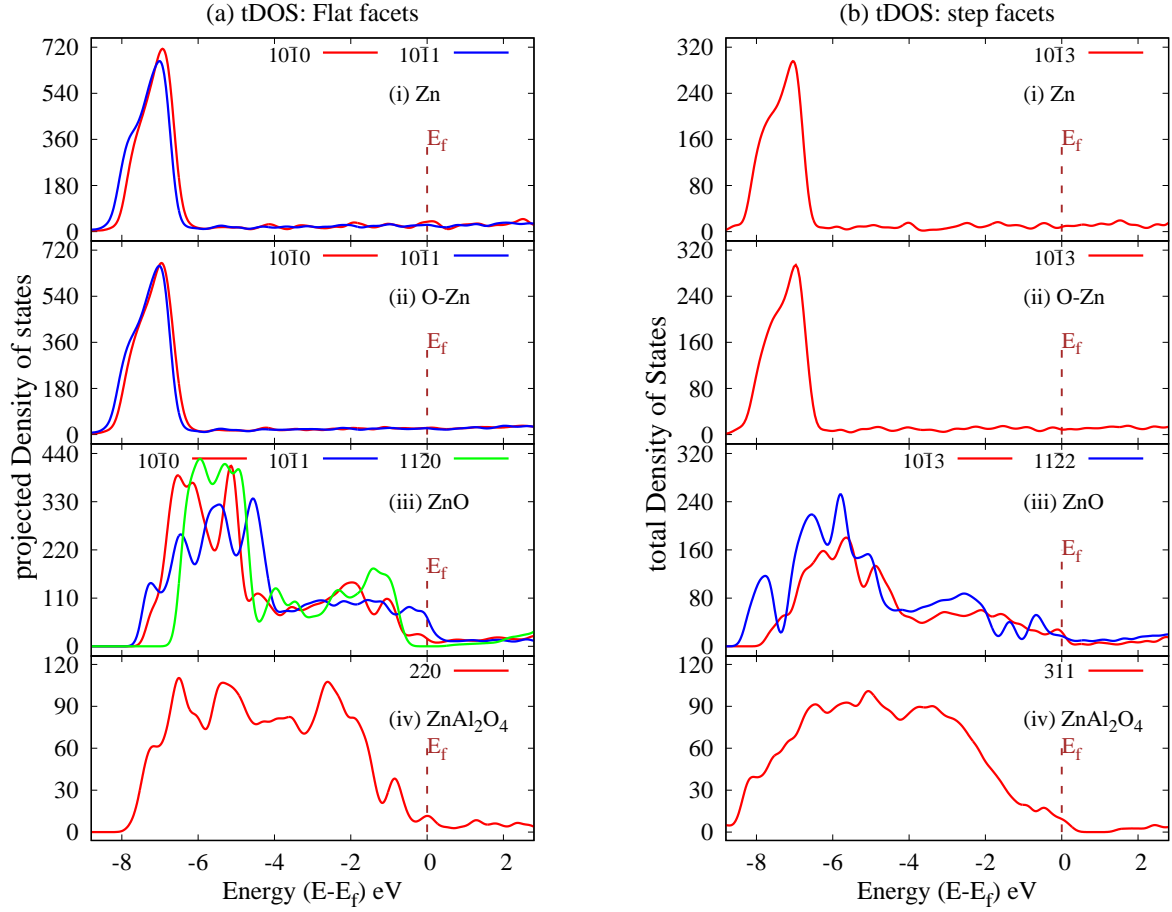 (a) tDOS: Flat facets
projected Density of states
720
540
360
180
0
101̅0 101̅1
(i) Zn
E_f
720
540
360
180
0
101̅0 101̅1
(ii) O-Zn
E_f
440
330
220
110
0
101̅0 101̅1 112̅0
(iii) ZnO
E_f
120
90
60
30
0
220
(iv) ZnAl₂O₄
E_f
-8 -6 -4 -2 0 2
Energy (E-E_f) eV
(b) tDOS: step facets
total Density of States
320
240
160
80
0
101̅3
(i) Zn
E_f
320
240
160
80
0
101̅3
(ii) O-Zn
E_f
320
240
160
80
0
101̅3 112̅2
(iii) ZnO
E_f
120
90
60
30
0
311
(iv) ZnAl₂O₄
E_f
-8 -6 -4 -2 0 2
Energy (E-E_f) eV